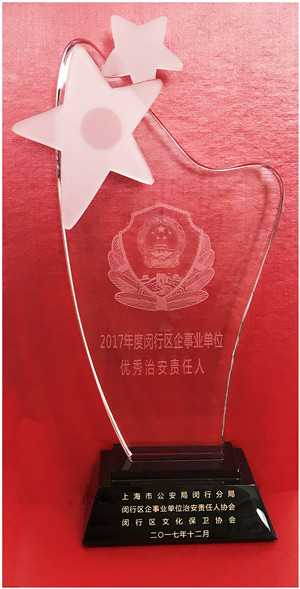 2017年度闵行区企事业单位
优秀治安责任人
上海市公安局闵行分局
闵行区企事业单位治安责任人协会
闵行区文化保卫协会
二〇一七年十二月